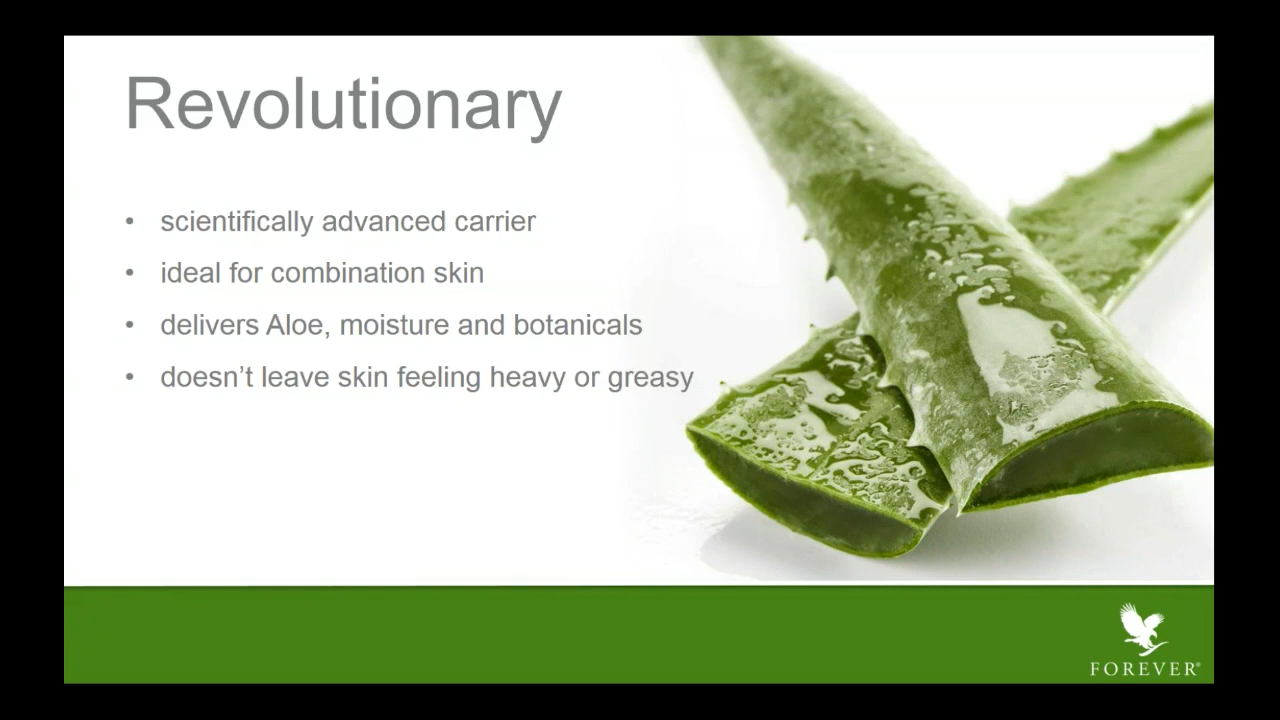 Revolutionary
• scientifically advanced carrier
• ideal for combination skin
• delivers Aloe, moisture and botanicals
• doesn’t leave skin feeling heavy or greasy
FOREVER®